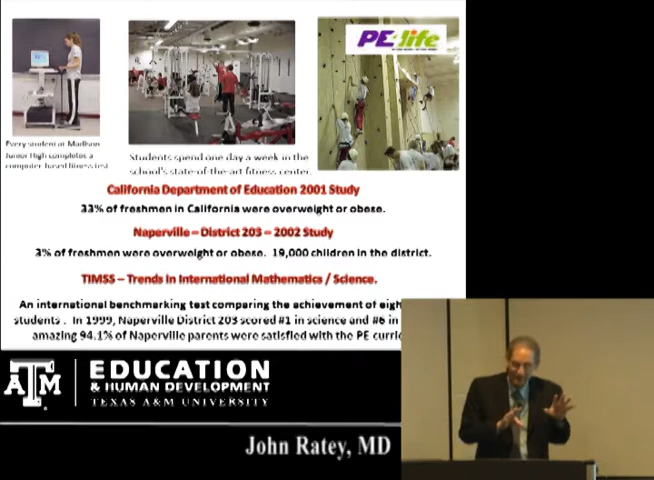 PE4life
Every student at Madison
Junior High completes a
computer-based fitness test
Students spend one day a week in the
school's state-of-the-art fitness center.
California Department of Education 2001 Study
33% of freshmen in California were overweight or obese.
Naperville – District 203 – 2002 Study
3% of freshmen were overweight or obese. 19,000 children in the district.
TIMSS – Trends in International Mathematics / Science.
An international benchmarking test comparing the achievement of
students . In 1999, Naperville District 203 scored #1 in science and #6 in
amazing 94.1% of Naperville parents were satisfied with the PE
ATM
EDUCATION
& HUMAN DEVELOPMENT
TEXAS A&M UNIVERSITY
John Ratey, MD